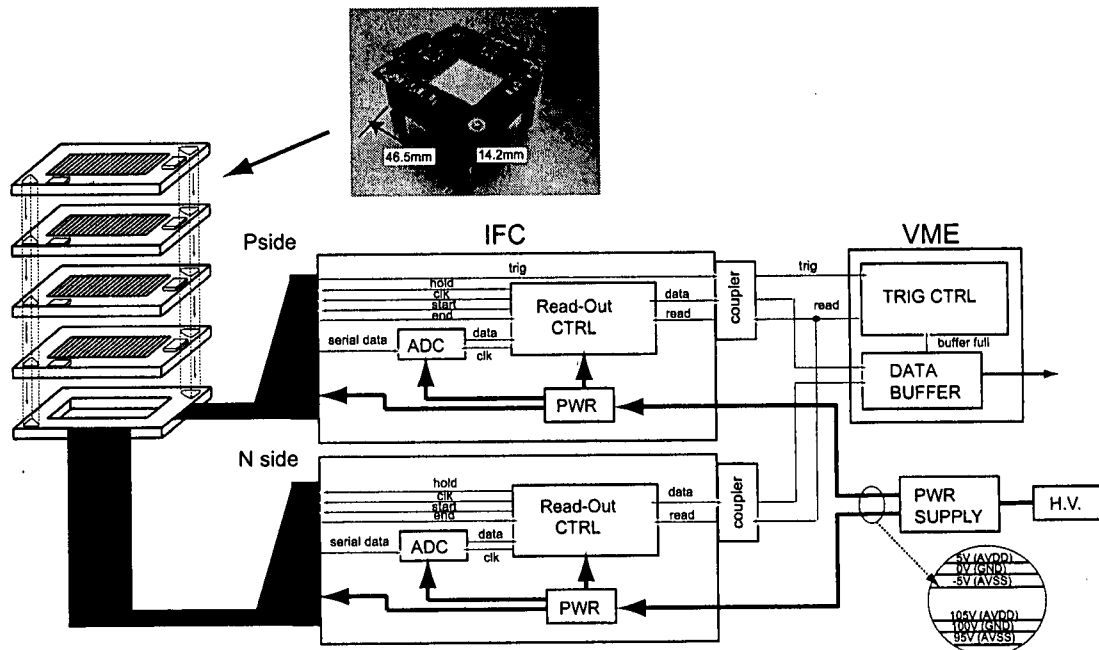 46.5mm
14.2mm
Pside
IFC
VME
trig
hold
clk
start
end
serial data
ADC
data
clk
Read-Out
CTRL
data
read
PWR
coupler
trig
read
TRIG CTRL
buffer full
DATA
BUFFER
N side
hold
clk
start
end
serial data
ADC
data
clk
Read-Out
CTRL
data
read
PWR
coupler
PWR
SUPPLY
H.V.
5V (AVDD)
0V (GND)
-5V (AVSS)
105V (AVDD)
100V (GND)
95V (AVSS)